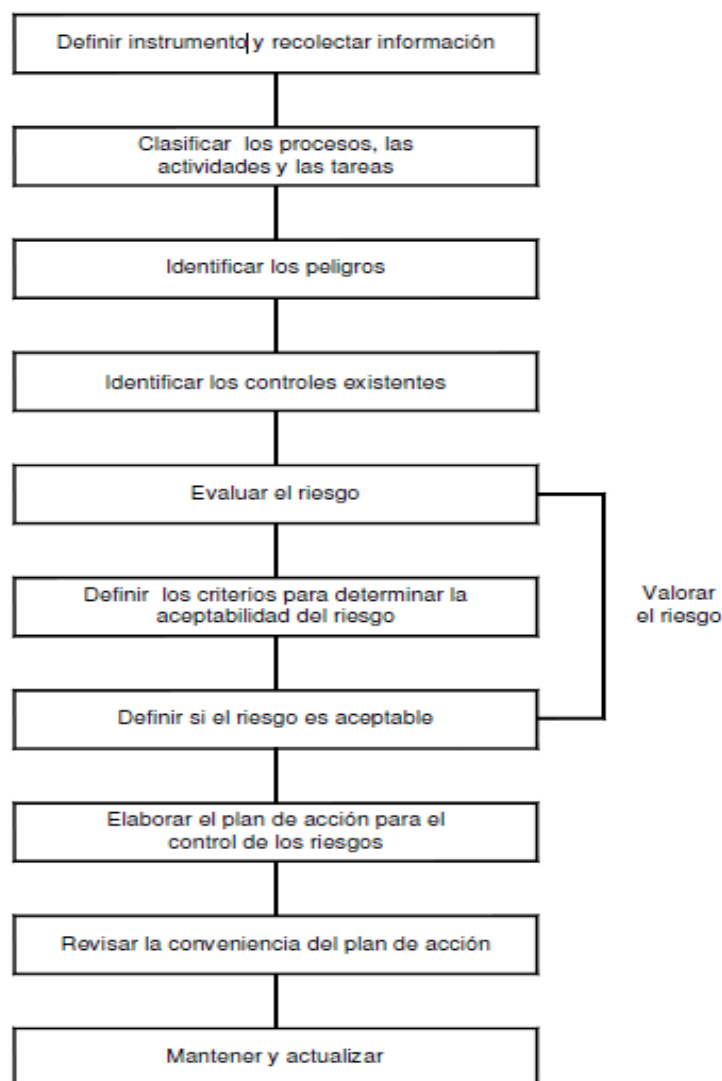 Definir instrumento y recolectar información
Clasificar los procesos, las
actividades y las tareas
Identificar los peligros
Identificar los controles existentes
Evaluar el riesgo
Definir los criterios para determinar la
aceptabilidad del riesgo
Valorar
el riesgo
Definir si el riesgo es aceptable
Elaborar el plan de acción para el
control de los riesgos
Revisar la conveniencia del plan de acción
Mantener y actualizar